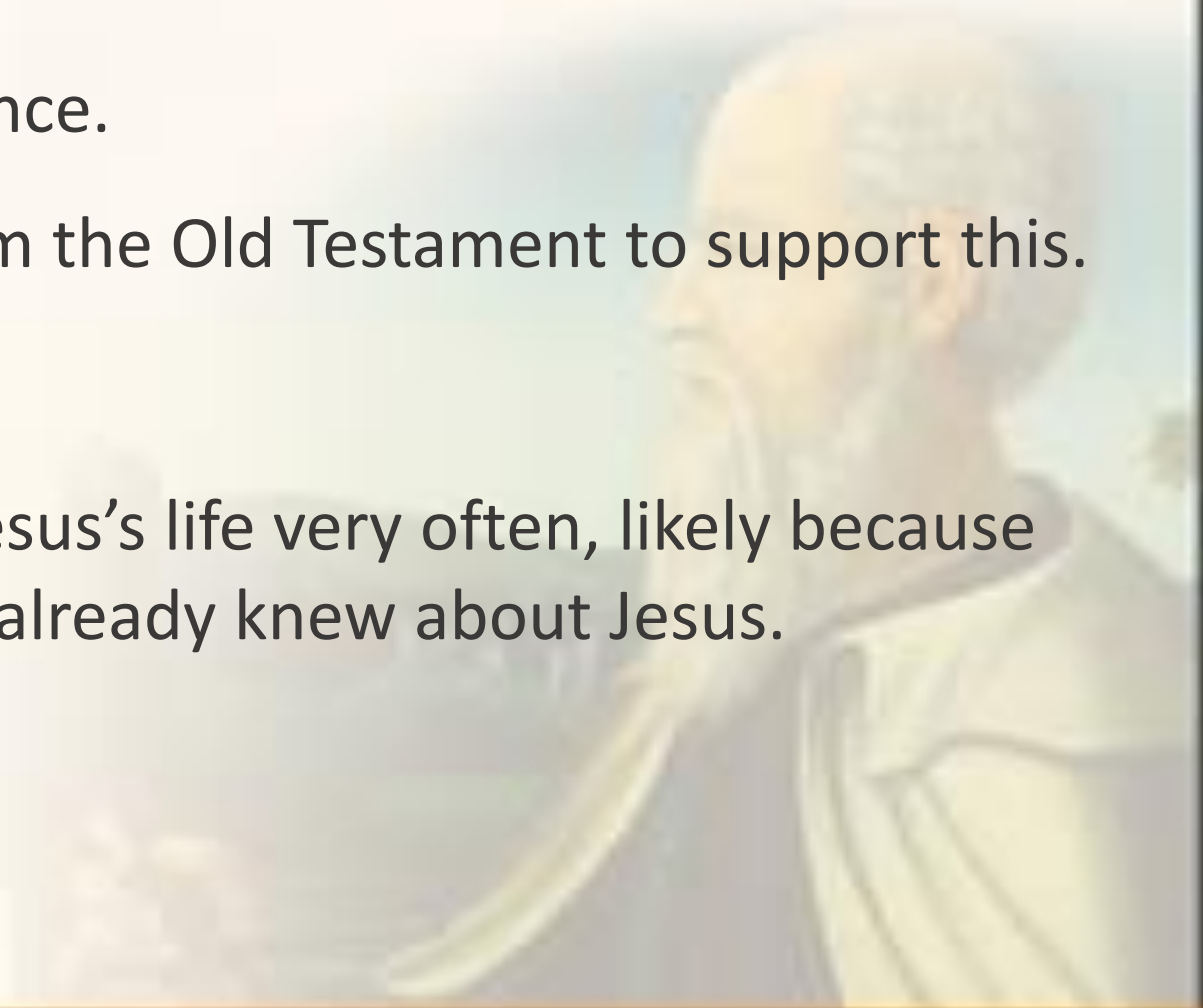 nce.
m the Old Testament to support this.
esus’s life very often, likely because
already knew about Jesus.